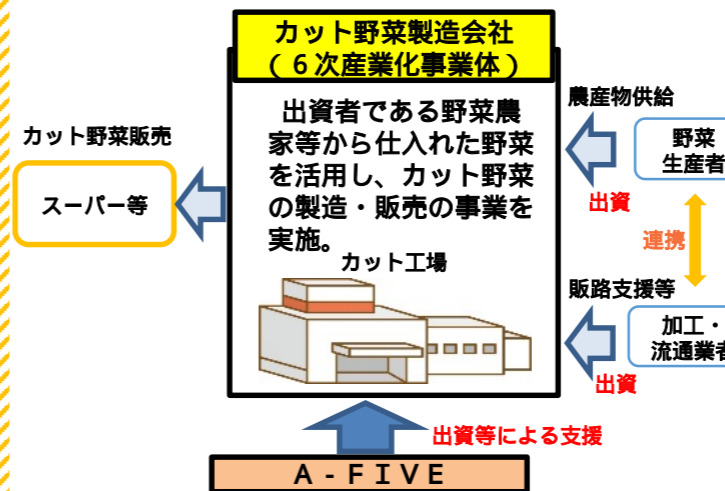 カット野菜製造会社
（６次産業化事業体）
出資者である野菜農
家等から仕入れた野菜
を活用し、カット野菜
の製造・販売の事業を
実施。
カット工場
カット野菜販売
スーパー等
農産物供給
野菜
生産者
出資
連携
販路支援等
加工・
流通業者
出資
出資等による支援
Ａ-ＦＩＶＥ